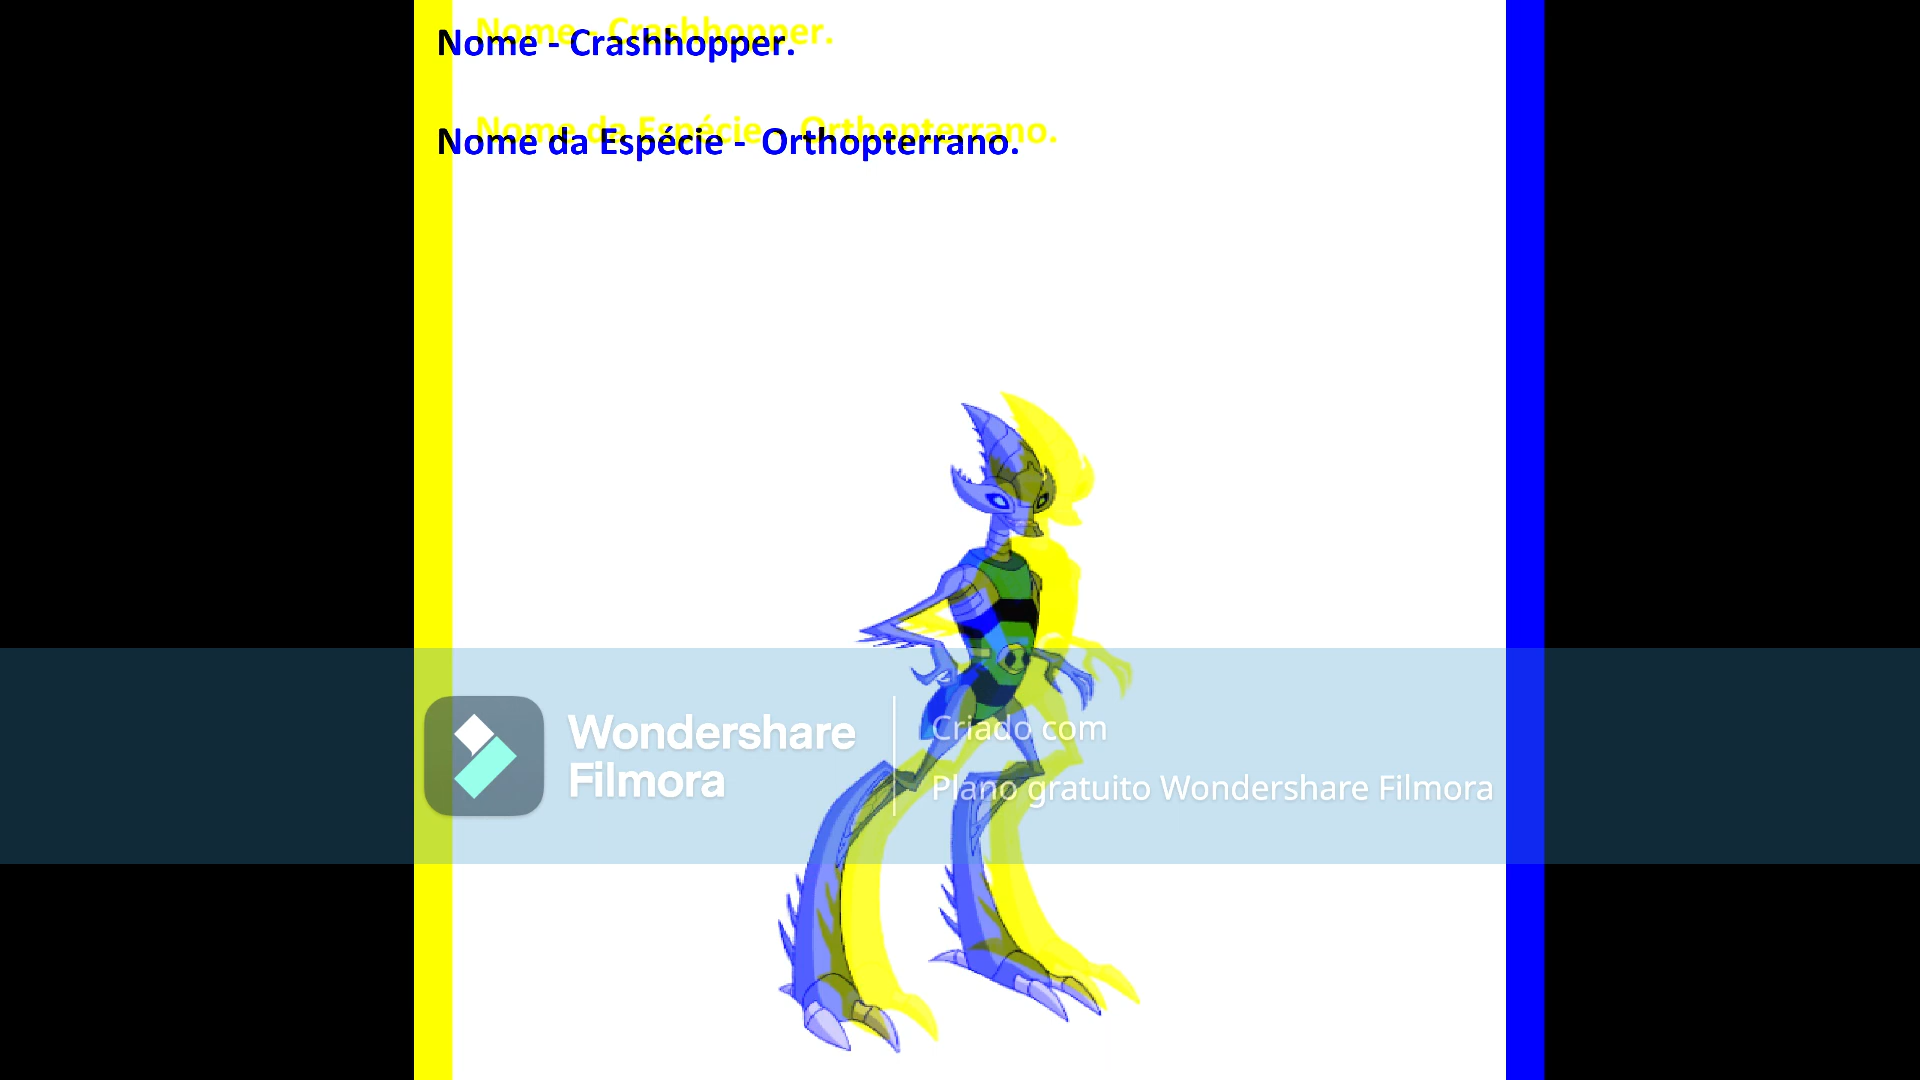 Nome - Crashhopper.
Nome da Espécie - Orthopterrano.
Wondershare
Filmora
Criado com
Plano gratuito Wondershare Filmora